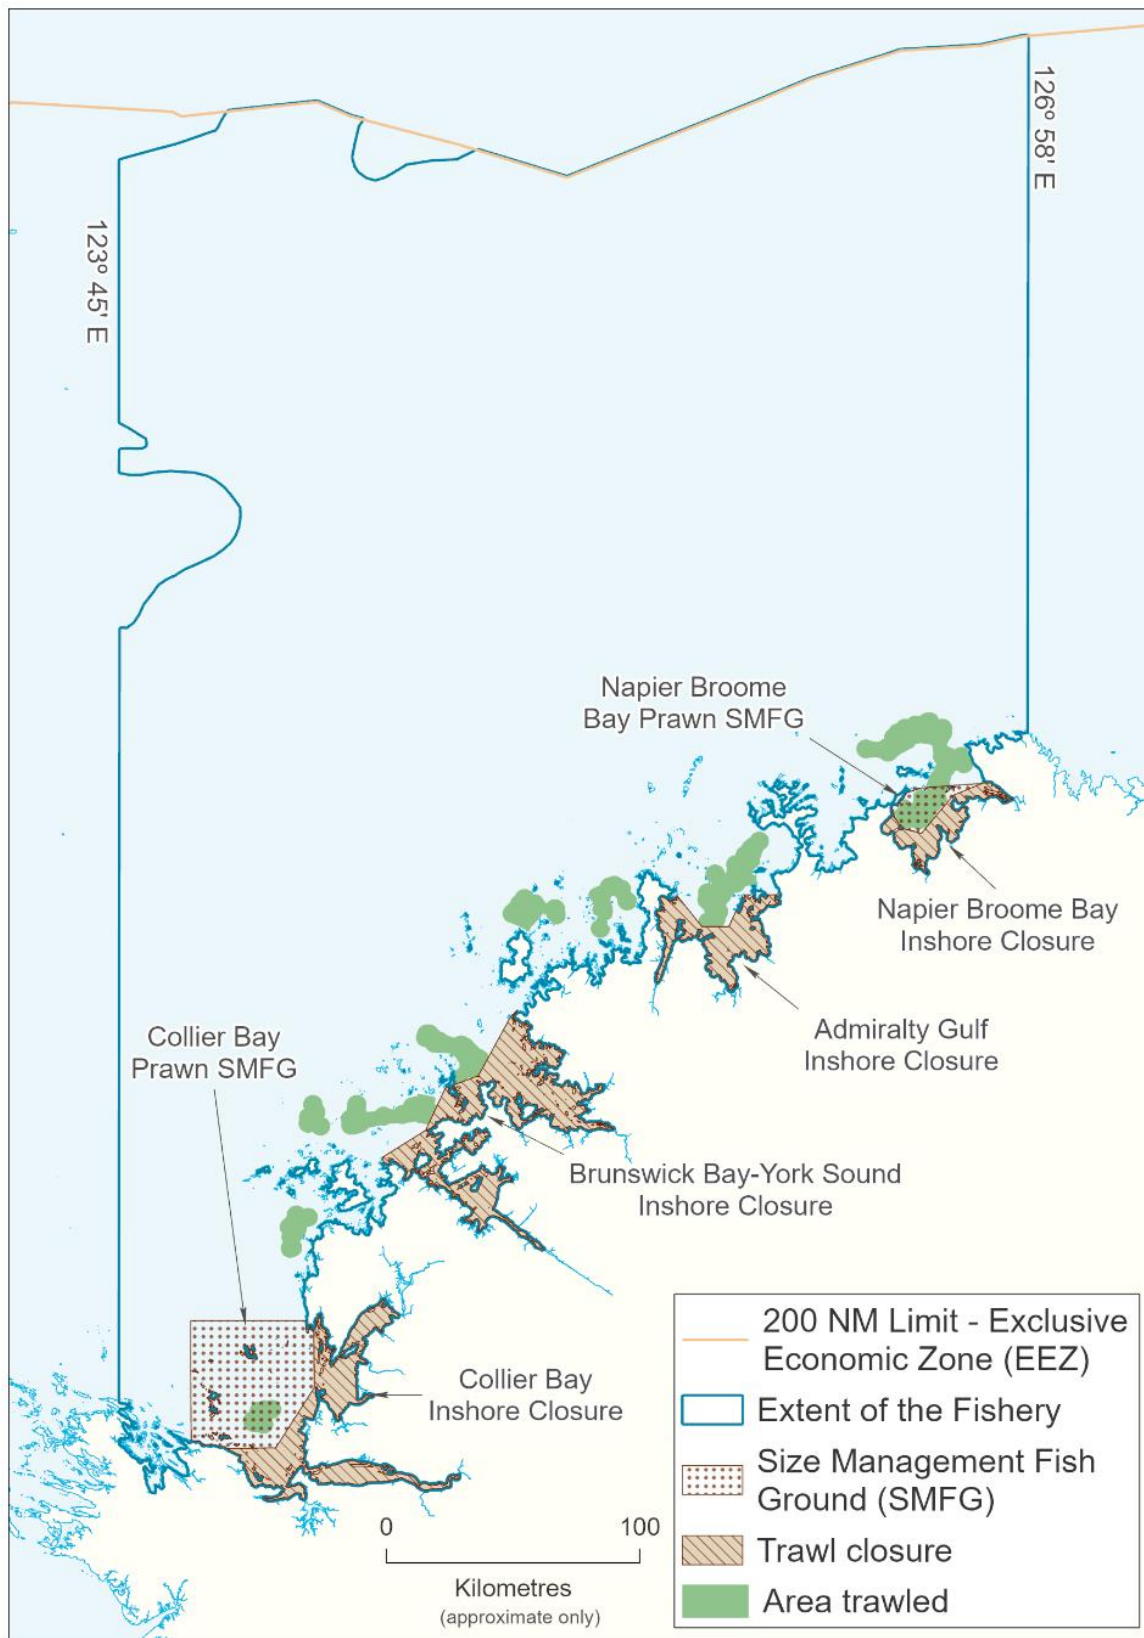 126º 58' E
123º 45' E
Napier Broome
Bay Prawn SMFG
Napier Broome Bay
Inshore Closure
Admiralty Gulf
Inshore Closure
Collier Bay
Prawn SMFG
Brunswick Bay-York Sound
Inshore Closure
Collier Bay
Inshore Closure
0 100
Kilometres
(approximate only)
200 NM Limit - Exclusive
Economic Zone (EEZ)
Extent of the Fishery
Size Management Fish
Ground (SMFG)
Trawl closure
Area trawled